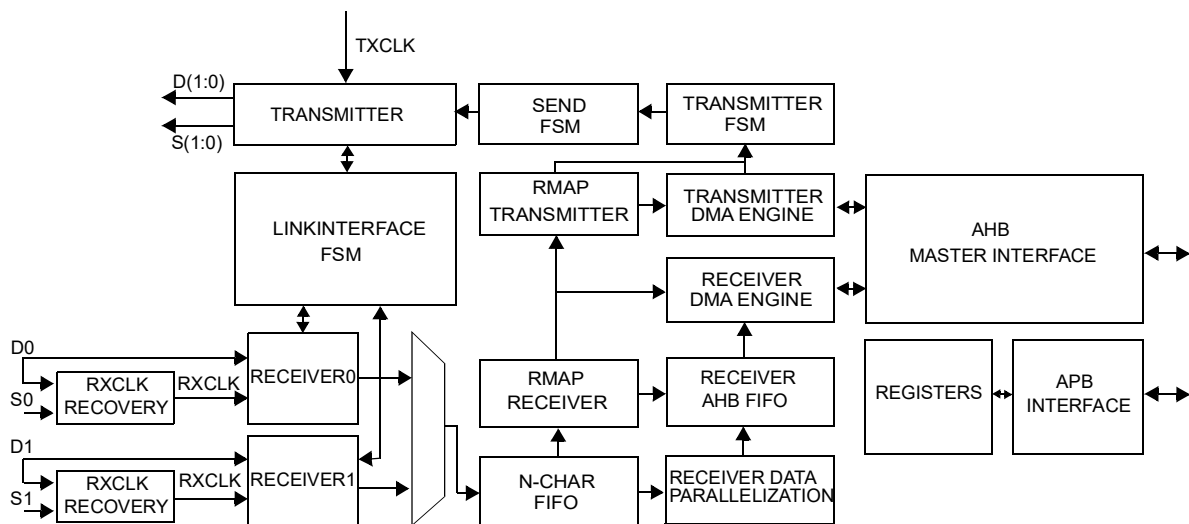 TXCLK
D(1:0)
S(1:0)
TRANSMITTER
SEND
FSM
TRANSMITTER
FSM
LINKINTERFACE
FSM
RMAP
TRANSMITTER
TRANSMITTER
DMA ENGINE
AHB
MASTER INTERFACE
RECEIVER
DMA ENGINE
D0
S0
RXCLK
RECOVERY
RXCLK
RECEIVER0
RMAP
RECEIVER
RECEIVER
AHB FIFO
REGISTERS
APB
INTERFACE
D1
S1
RXCLK
RECOVERY
RXCLK
RECEIVER1
N-CHAR
FIFO
RECEIVER DATA
PARALLELIZATION